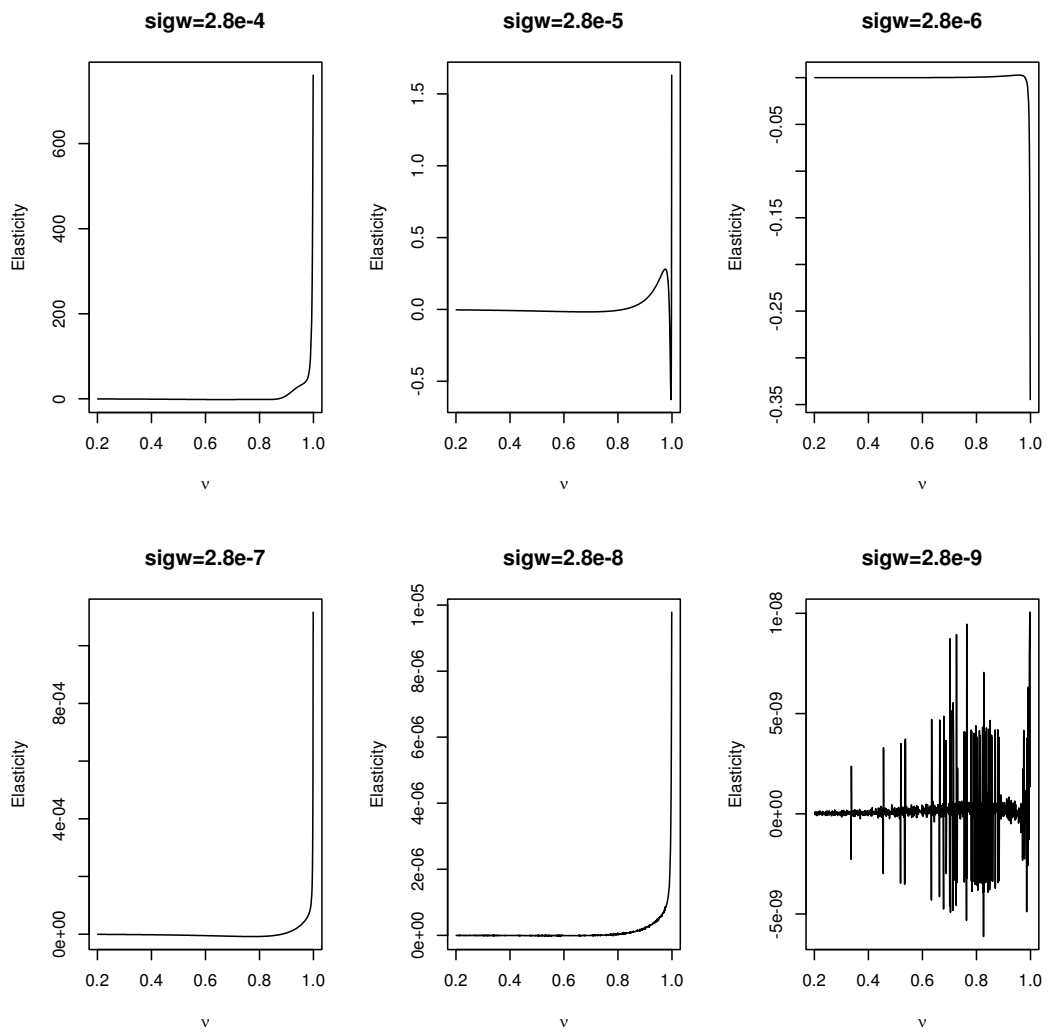 sigw=2.8e-4
sigw=2.8e-5
sigw=2.8e-6
Elasticity
0
200
400
600
0.2 0.4 0.6 0.8 1.0
ν
Elasticity
-0.5
0.0
0.5
1.0
1.5
0.2 0.4 0.6 0.8 1.0
ν
Elasticity
-0.35
-0.25
-0.15
-0.05
0.2 0.4 0.6 0.8 1.0
ν
sigw=2.8e-7
sigw=2.8e-8
sigw=2.8e-9
Elasticity
0e+00
4e-04
8e-04
0.2 0.4 0.6 0.8 1.0
ν
Elasticity
0e+00
2e-06
4e-06
6e-06
8e-06
1e-05
0.2 0.4 0.6 0.8 1.0
ν
Elasticity
-5e-09
0e+00
5e-09
1e-08
0.2 0.4 0.6 0.8 1.0
ν